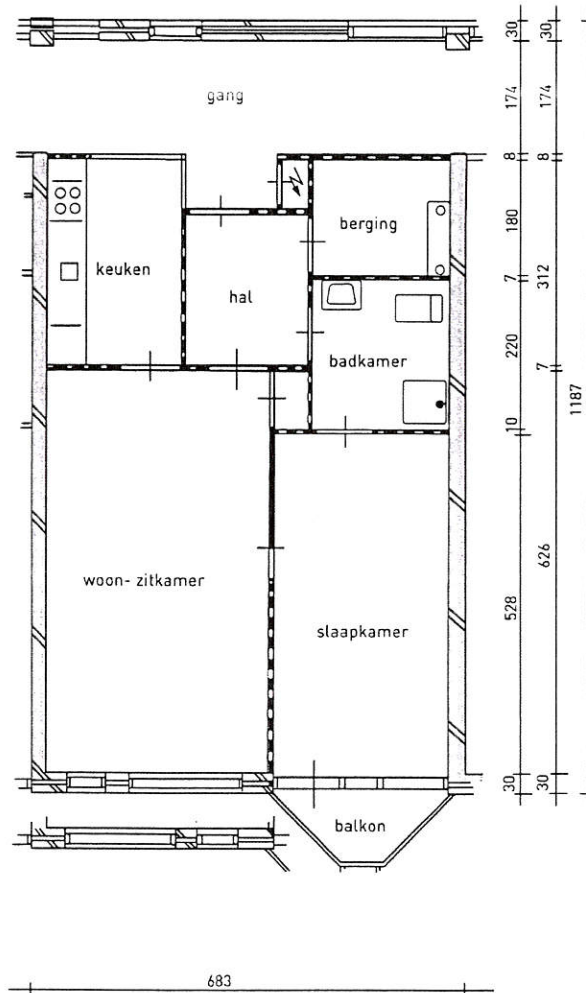 gang
keuken
hal
berging
badkamer
woon- zitkamer
slaapkamer
balkon
30
174
8
180
7
220
10
528
30
30
174
8
312
7
626
30
1187
683